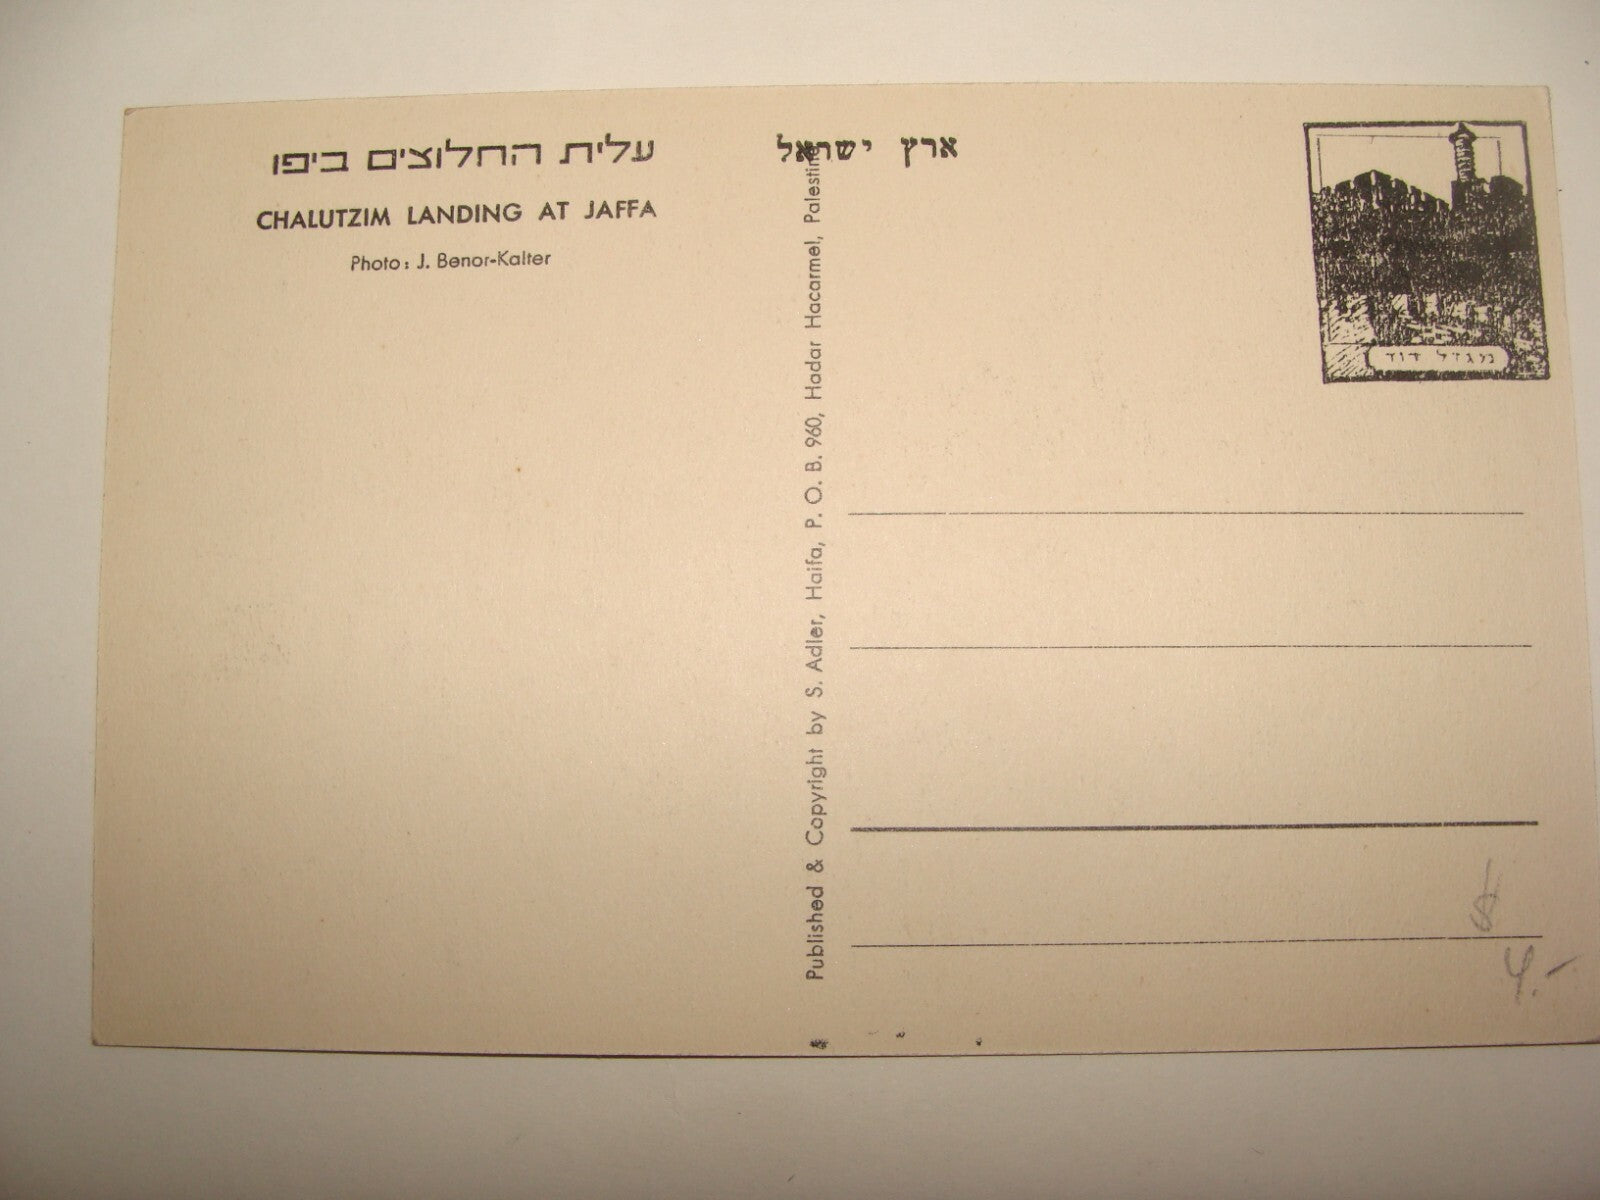 עלית החלוצים ביפו
CHALUTZIM LANDING AT JAFFA
Photo: J. Benor-Kalter
Published & Copyright by S. Adler, Haifa, P. O. B. 960, Hadar Hacarmel, Palestine
ארץ ישראל
מגדל דוד
$
4.-